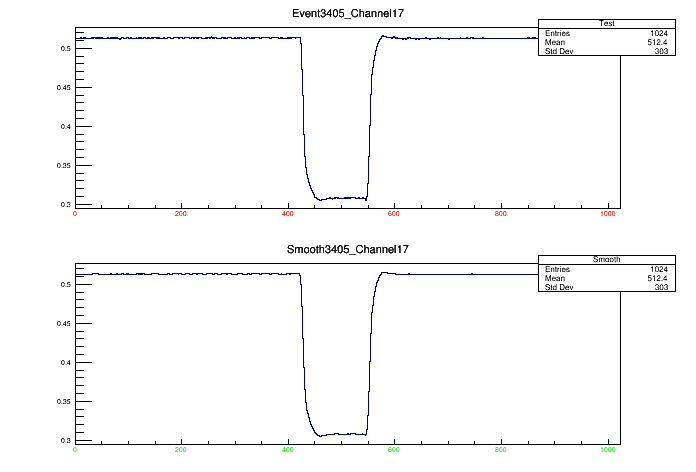 Event3405_Channel17
Test
Entries 1024
Mean 512.4
Std Dev 303
0.5
0.45
0.4
0.35
0.3
0 200 400 600 800 1000
Smooth3405_Channel17
Smooth
Entries 1024
Mean 512.4
Std Dev 303
0.5
0.45
0.4
0.35
0.3
0 200 400 600 800 1000